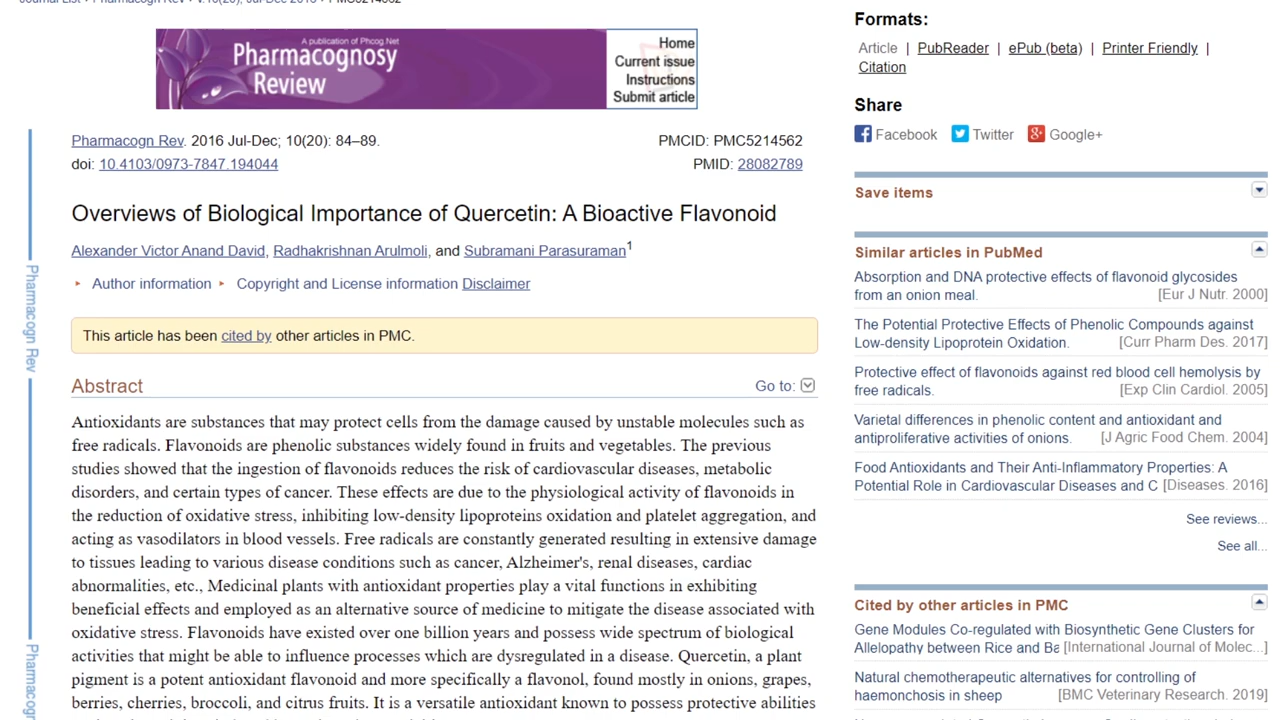 Journal List > Pharmacogn Rev > v.10(20); Jul-Dec 2016 > PMC5214562
A publication of Phcog.Net
Pharmacognosy
Review
Home
Current issue
Instructions
Submit article
Pharmacogn Rev. 2016 Jul-Dec; 10(20): 84–89.
PMCID: PMC5214562
doi: 10.4103/0973-7847.194044
PMID: 28082789
Overviews of Biological Importance of Quercetin: A Bioactive Flavonoid
Alexander Victor Anand David, Radhakrishnan Arulmoli, and Subramani Parasuraman1
Author information
Copyright and License information Disclaimer
This article has been cited by other articles in PMC.
Abstract
Go to:
Antioxidants are substances that may protect cells from the damage caused by unstable molecules such as
free radicals. Flavonoids are phenolic substances widely found in fruits and vegetables. The previous
studies showed that the ingestion of flavonoids reduces the risk of cardiovascular diseases, metabolic
disorders, and certain types of cancer. These effects are due to the physiological activity of flavonoids in
the reduction of oxidative stress, inhibiting low-density lipoproteins oxidation and platelet aggregation, and
acting as vasodilators in blood vessels. Free radicals are constantly generated resulting in extensive damage
to tissues leading to various disease conditions such as cancer, Alzheimer's, renal diseases, cardiac
abnormalities, etc., Medicinal plants with antioxidant properties play a vital functions in exhibiting
beneficial effects and employed as an alternative source of medicine to mitigate the disease associated with
oxidative stress. Flavonoids have existed over one billion years and possess wide spectrum of biological
activities that might be able to influence processes which are dysregulated in a disease. Quercetin, a plant
pigment is a potent antioxidant flavonoid and more specifically a flavonol, found mostly in onions, grapes,
berries, cherries, broccoli, and citrus fruits. It is a versatile antioxidant known to possess protective abilities
Pharmacogn Rev
Pharmacogn
Formats:
Article | PubReader | ePub (beta) | Printer Friendly |
Citation
Share
Facebook Twitter Google+
Save items
Similar articles in PubMed
Absorption and DNA protective effects of flavonoid glycosides
from an onion meal. [Eur J Nutr. 2000]
The Potential Protective Effects of Phenolic Compounds against
Low-density Lipoprotein Oxidation. [Curr Pharm Des. 2017]
Protective effect of flavonoids against red blood cell hemolysis by
free radicals. [Exp Clin Cardiol. 2005]
Varietal differences in phenolic content and antioxidant and
antiproliferative activities of onions. [J Agric Food Chem. 2004]
Food Antioxidants and Their Anti-Inflammatory Properties: A
Potential Role in Cardiovascular Diseases and C [Diseases. 2016]
See reviews...
See all...
Cited by other articles in PMC
Gene Modules Co-regulated with Biosynthetic Gene Clusters for
Allelopathy between Rice and Ba [International Journal of Molec...]
Natural chemotherapeutic alternatives for controlling of
haemonchosis in sheep [BMC Veterinary Research. 2019]